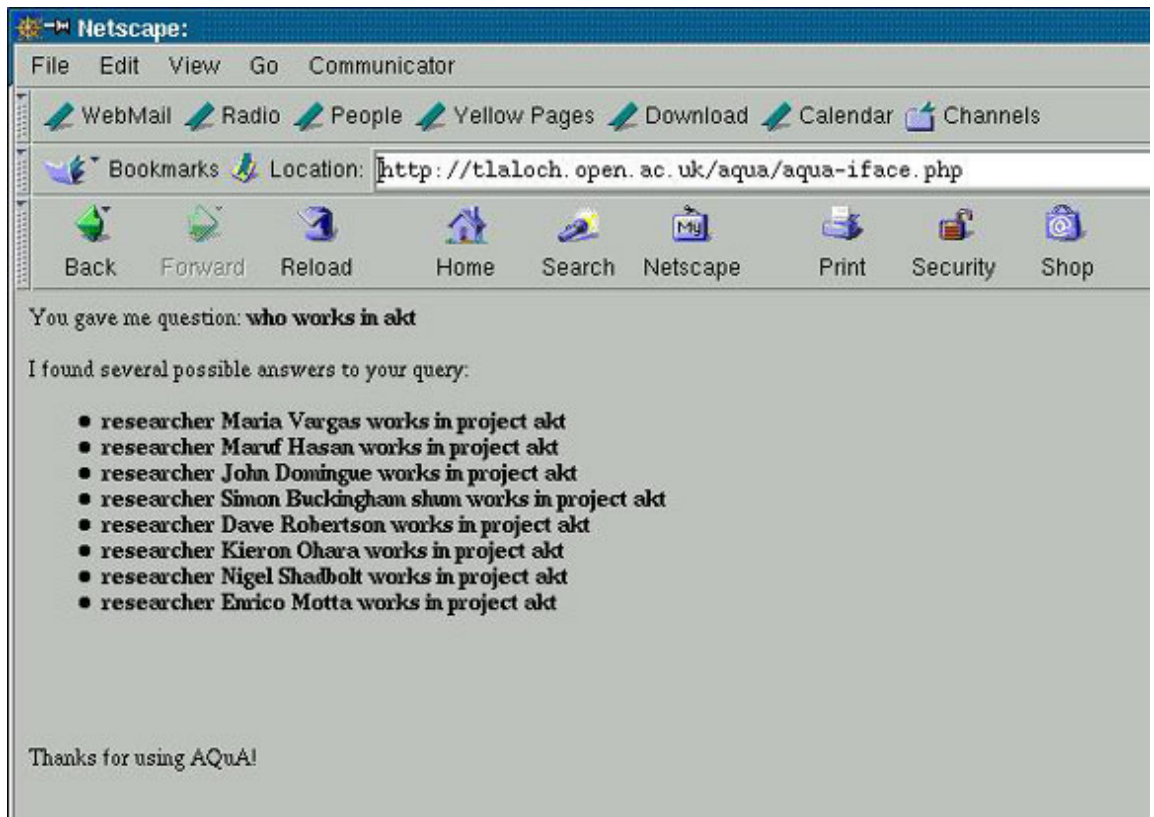 Netscape:
File Edit View Go Communicator
WebMail Radio People Yellow Pages Download Calendar Channels
Bookmarks Location: http://tlaloch.open.ac.uk/aqua/aqua-iface.php
My
Back Forward Reload Home Search Netscape Print Security Shop
You gave me question: who works in akt
I found several possible answers to your query:
• researcher Maria Vargas works in project akt
• researcher Maruf Hasan works in project akt
• researcher John Domingue works in project akt
• researcher Simon Buckingham shum works in project akt
• researcher Dave Robertson works in project akt
• researcher Kieron Ohara works in project akt
• researcher Nigel Shadbolt works in project akt
• researcher Enrico Motta works in project akt
Thanks for using AQuA!